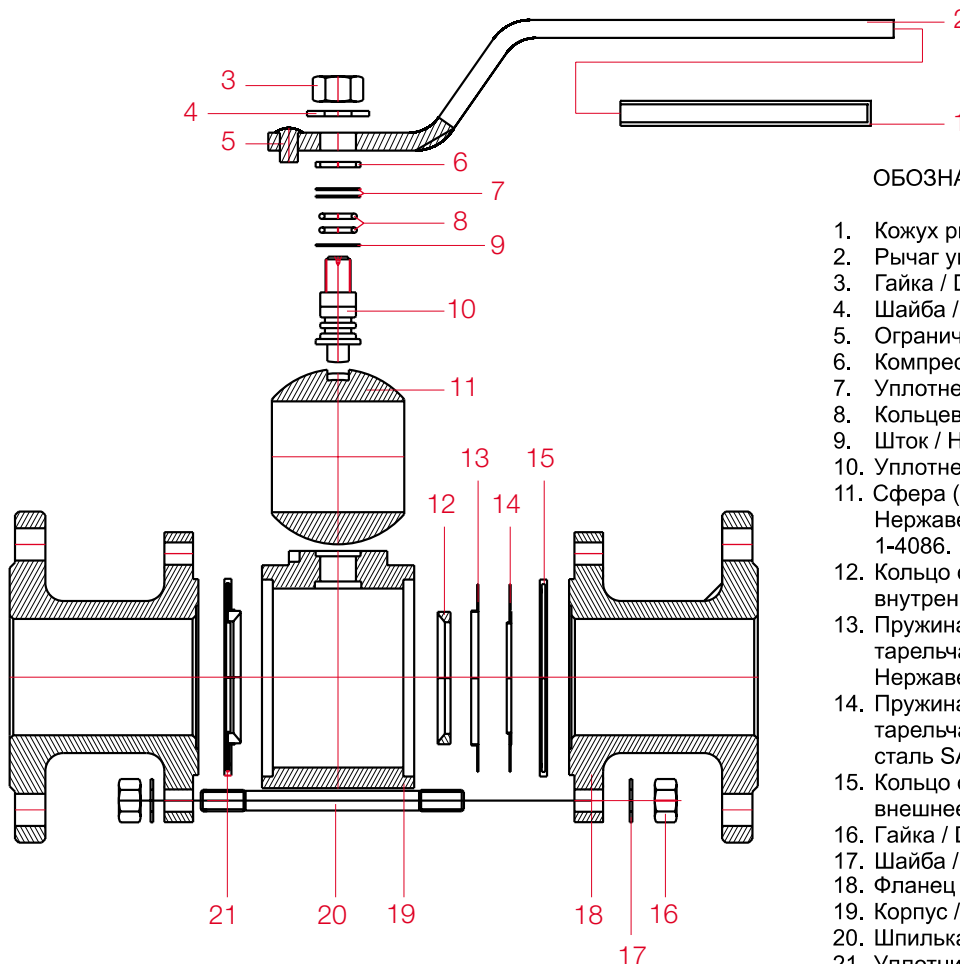 2
3
4
1
5
6
7
8
9
10
11
13
15
12
14
21
20
19
18
16
17
ОБОЗНА
1. Кожух
2. Рычаг
3. Гайка /
4. Шайба /
5. Огранич
6. Компрес
7. Уплотне
8. Кольцев
9. Шток / Н
10. Уплотне
11. Сфера (
Нержаве
1-4086.
12. Кольцо
внутрен
13. Пружина
тарельча
Нержаве
14. Пружина
тарельча
сталь
15. Кольцо
внешнее
16. Гайка /
17. Шайба /
18. Фланец
19. Корпус /
20. Шпилька
21.